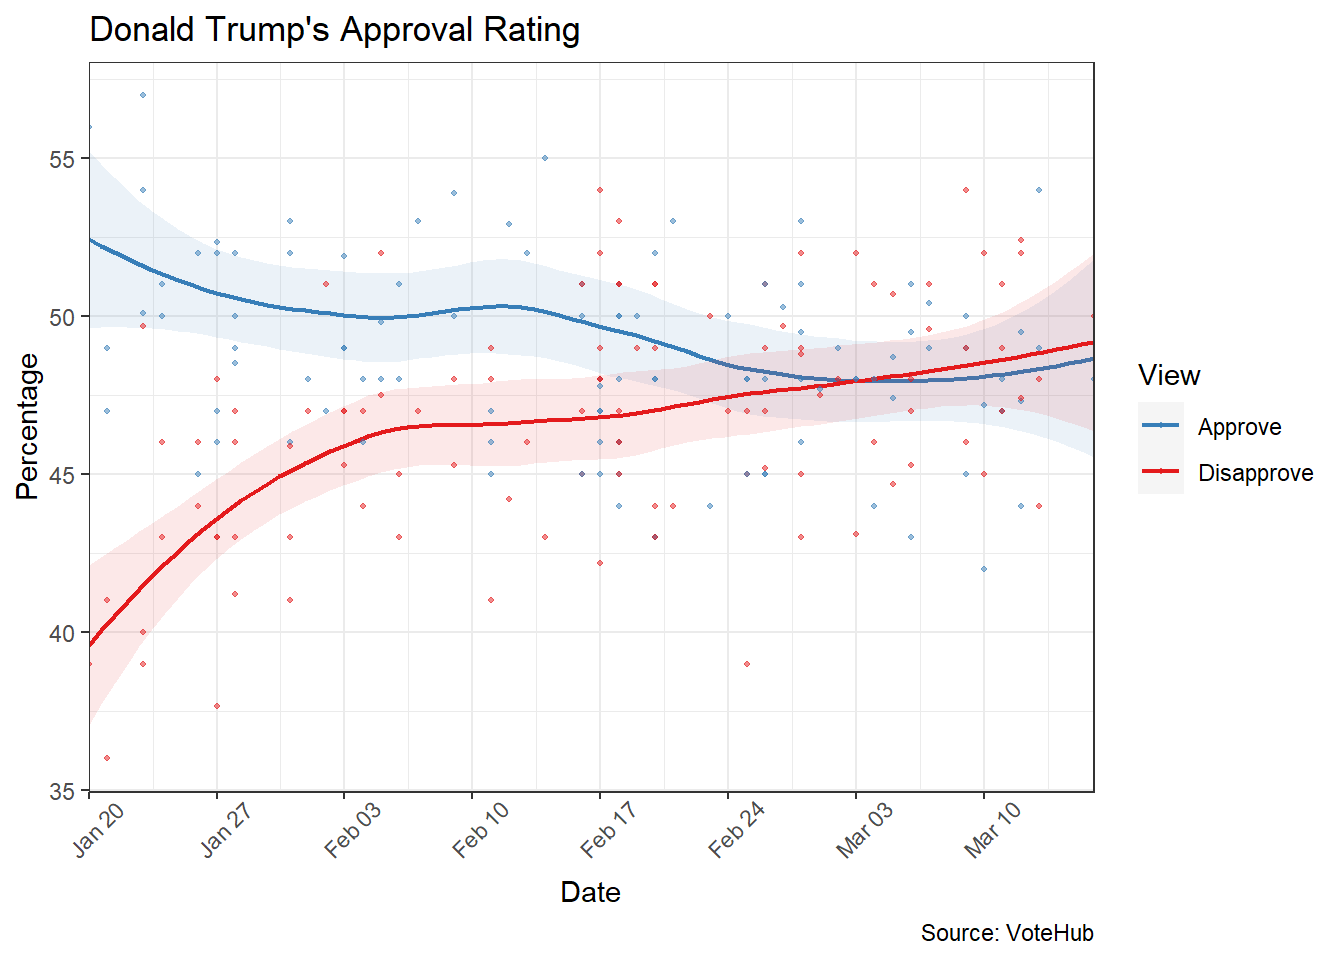 Donald Trump's Approval Rating
Percentage
55
50
45
40
35
Jan 20
Jan 27
Feb 03
Feb 10
Feb 17
Feb 24
Mar 03
Mar 10
Date
View
Approve
Disapprove
Source: VoteHub